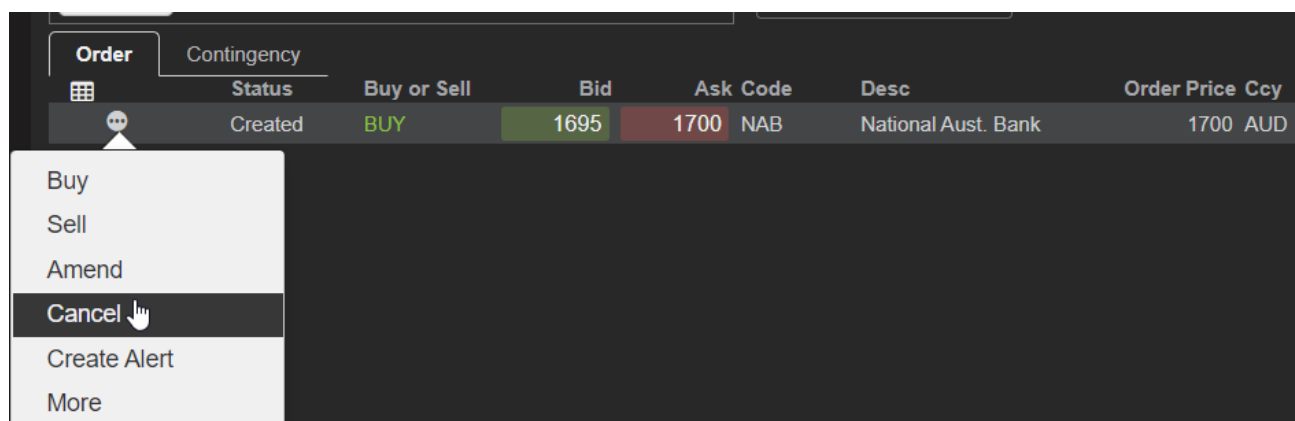 Order Contingency
Status Buy or Sell Bid Ask Code Desc Order Price Ccy
Created BUY 1695 1700 NAB National Aust. Bank 1700 AUD
Buy
Sell
Amend
Cancel
Create Alert
More